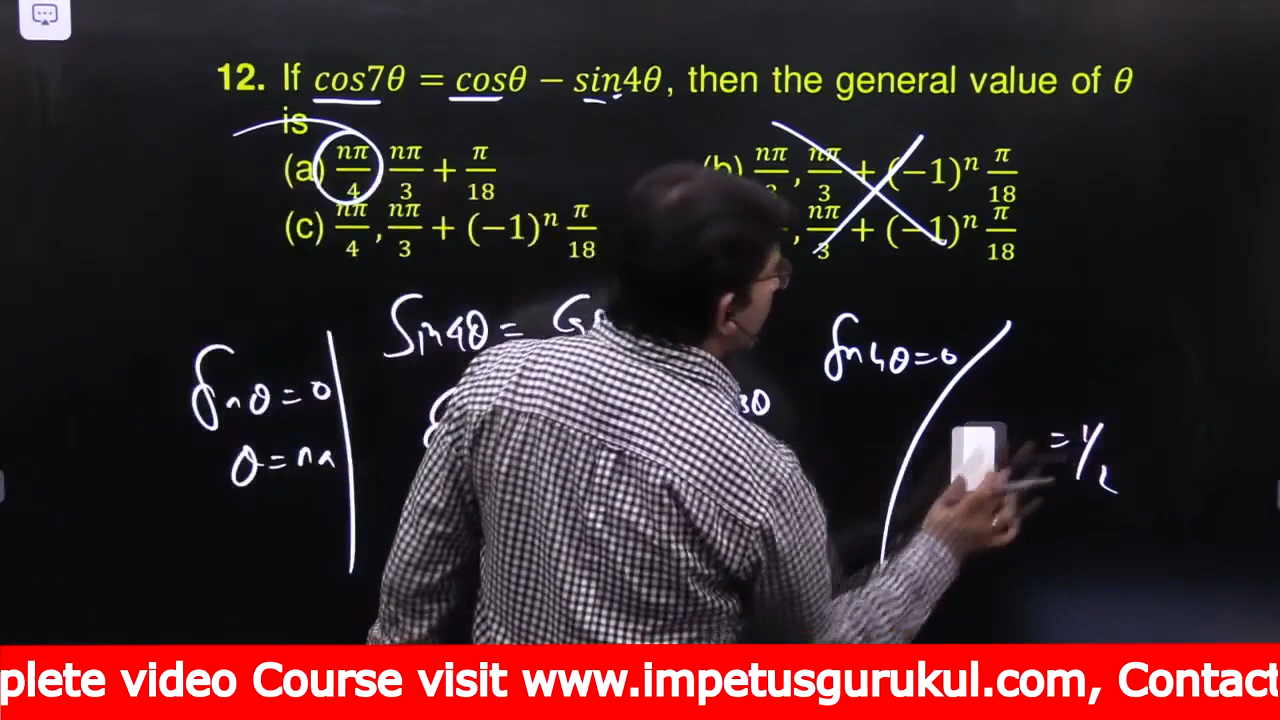 12. If cos7θ = cosθ − sin4θ, then the general value of θ
is
(a) nπ/4, nπ/3 + π/18
(b) nπ/, nπ/3 + (−1)ⁿ π/18
(c) nπ/4, nπ/3 + (−1)ⁿ π/18
, nπ/3 + (−1)ⁿ π/18
Sin4θ =
Sinθ = 0
θ = nπ
3θ
Sin4θ = 0
= 1/2
plete video Course visit www.impetusgurukul.com, Contact